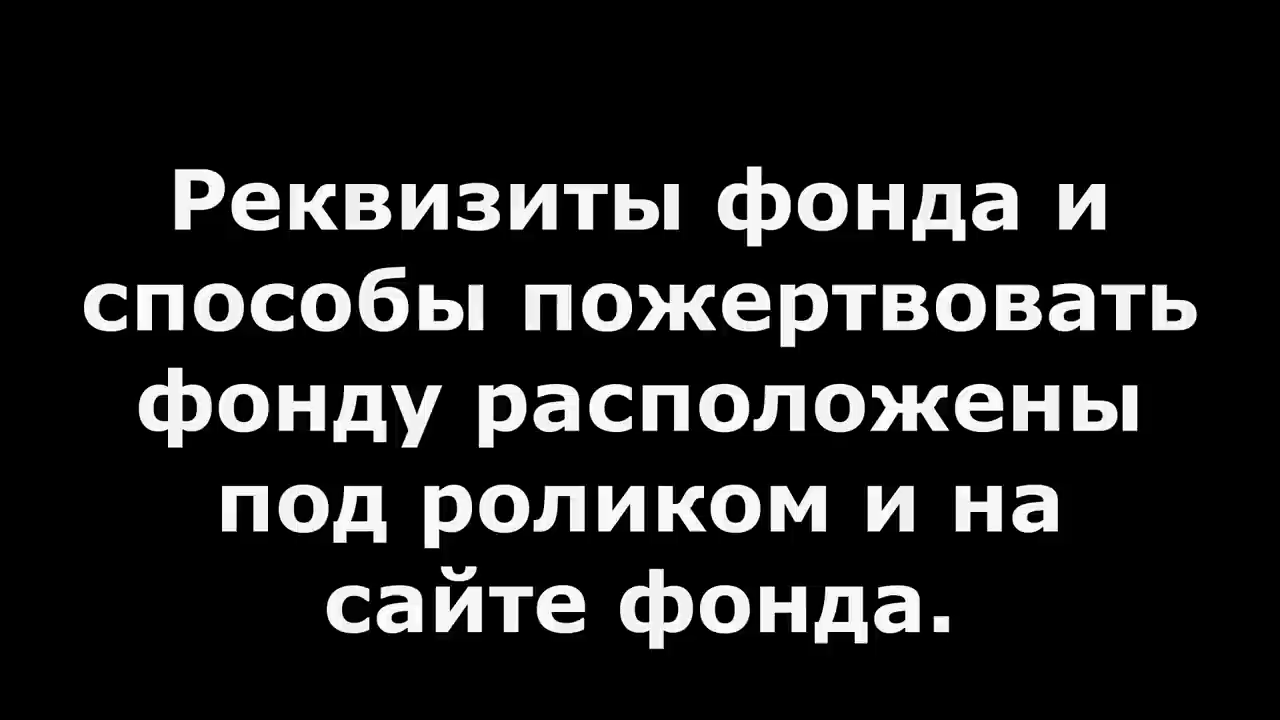 Реквизиты фонда и
способы пожертвовать
фонду расположены
под роликом и на
сайте фонда.